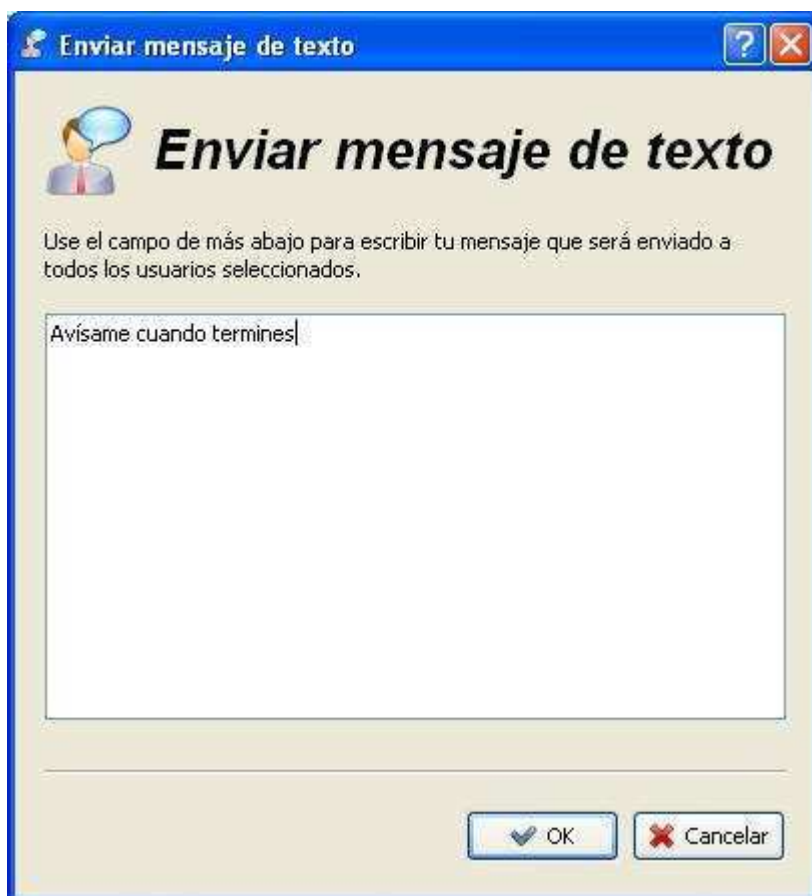 Enviar mensaje de texto
Enviar mensaje de texto
Use el campo de más abajo para escribir tu mensaje que será enviado a
todos los usuarios seleccionados.
Avísame cuando termines
OK
Cancelar